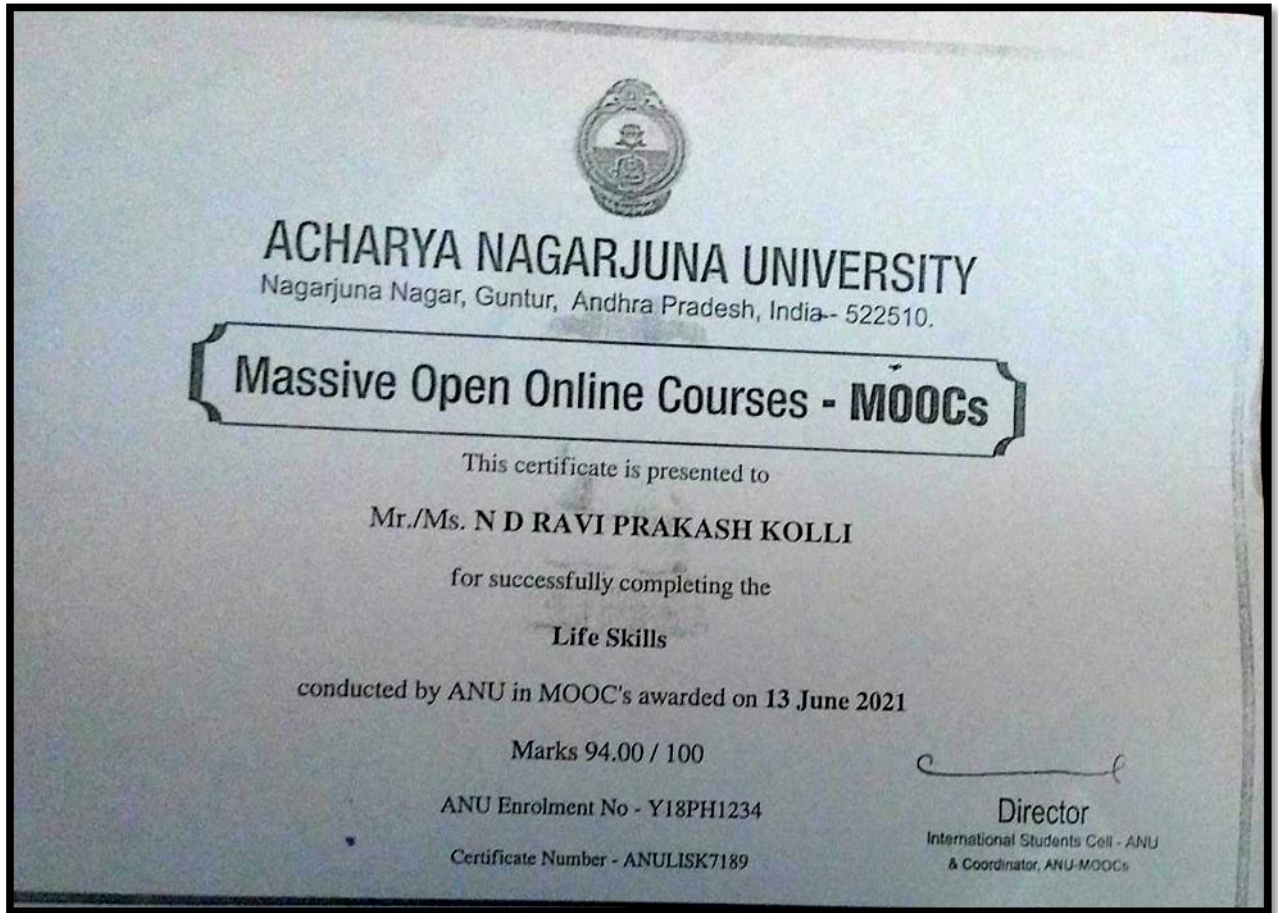 ACHARYA NAGARJUNA UNIVERSITY
Nagarjuna Nagar, Guntur, Andhra Pradesh, India-- 522510.
Massive Open Online Courses - MOOCs
This certificate is presented to
Mr./Ms. N D RAVI PRAKASH KOLLI
for successfully completing the
Life Skills
conducted by ANU in MOOC's awarded on 13 June 2021
Marks 94.00 / 100
ANU Enrolment No - Y18PH1234
Certificate Number - ANULISK7189
Director
International Students Cell - ANU
& Coordinator, ANU-MOOCs